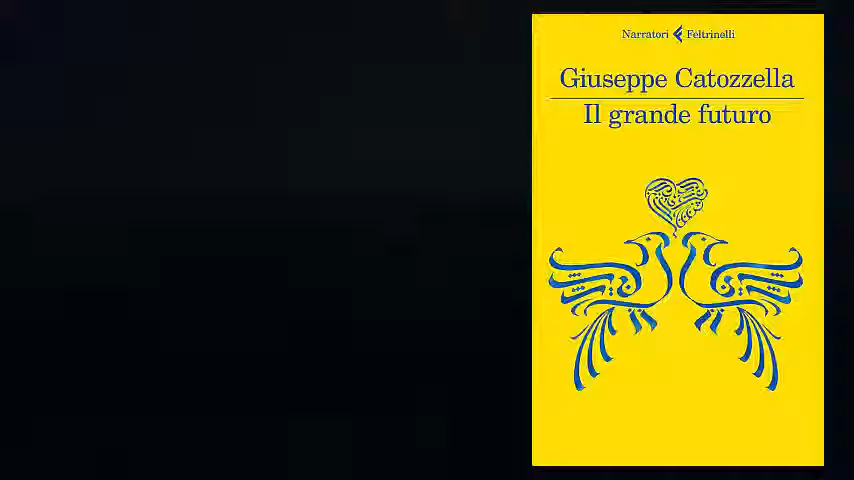 Narratori Feltrinelli
Giuseppe Catozzella
Il grande futuro